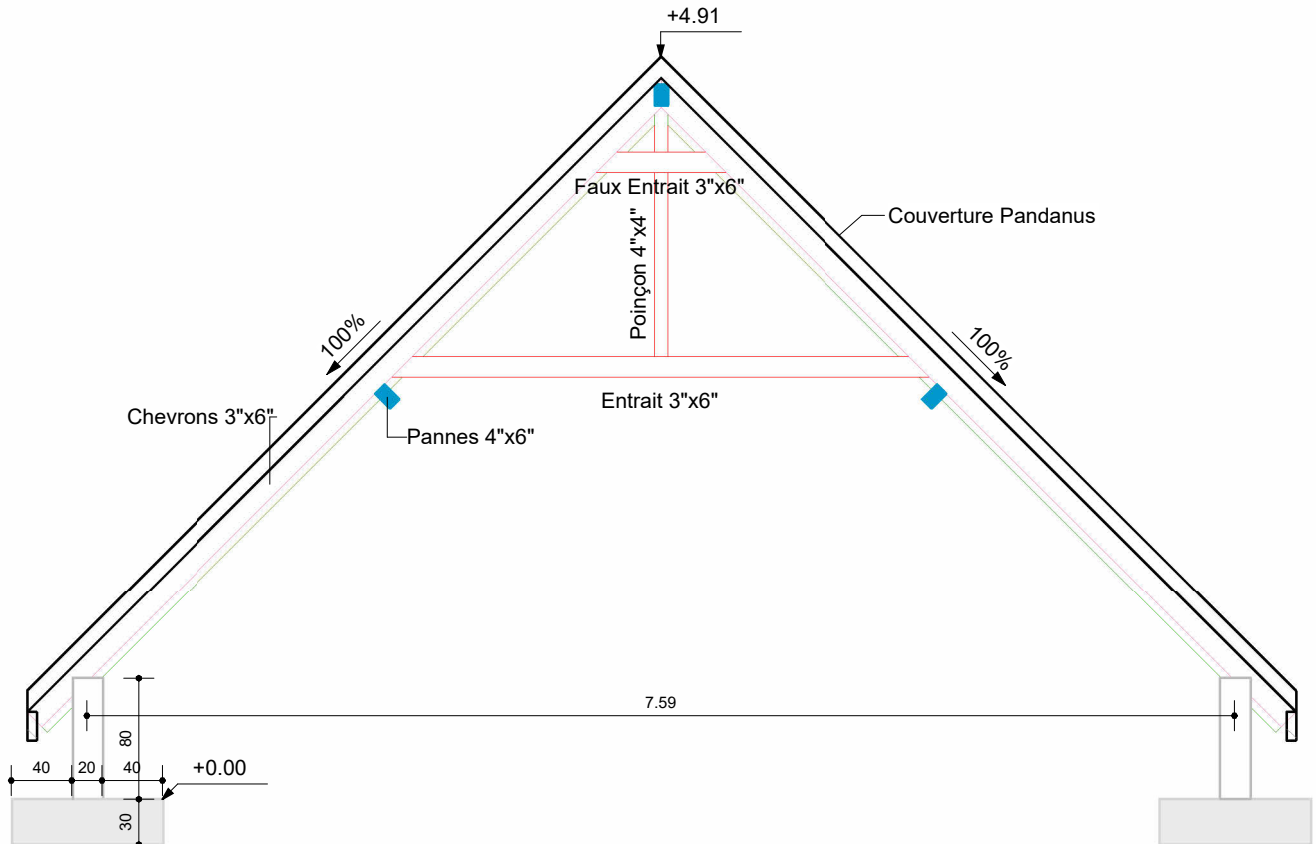 +4.91
Faux Entrait 3"x6"
Couverture Pandanus
Poinçon 4"x4"
100%
100%
Entrait 3"x6"
Chevrons 3"x6"
Pannes 4"x6"
7.59
80
40
20
40
+0.00
30